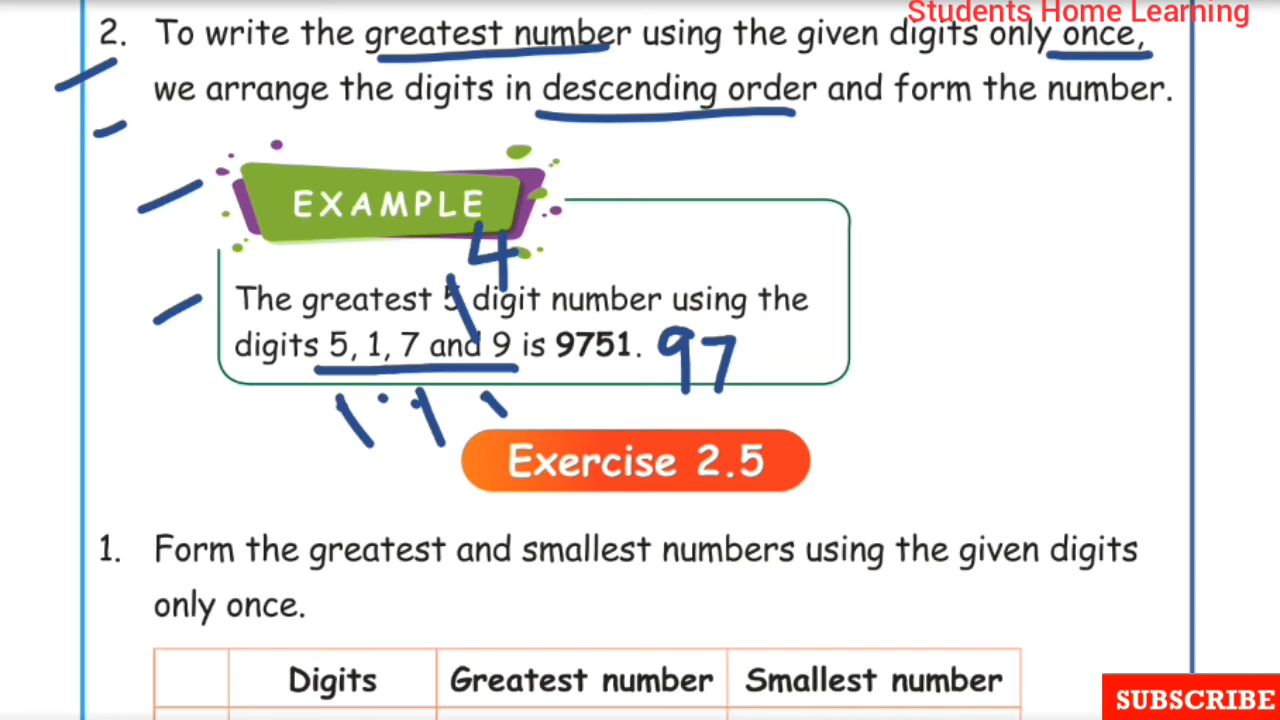 Students Home Learning
2. To write the greatest number using the given digits only once,
we arrange the digits in descending order and form the number.
EXAMPLE
4
The greatest 5 digit number using the
digits 5, 1, 7 and 9 is 9751. 97
Exercise 2.5
1. Form the greatest and smallest numbers using the given digits
only once.
Digits Greatest number Smallest number
SUBSCRIBE